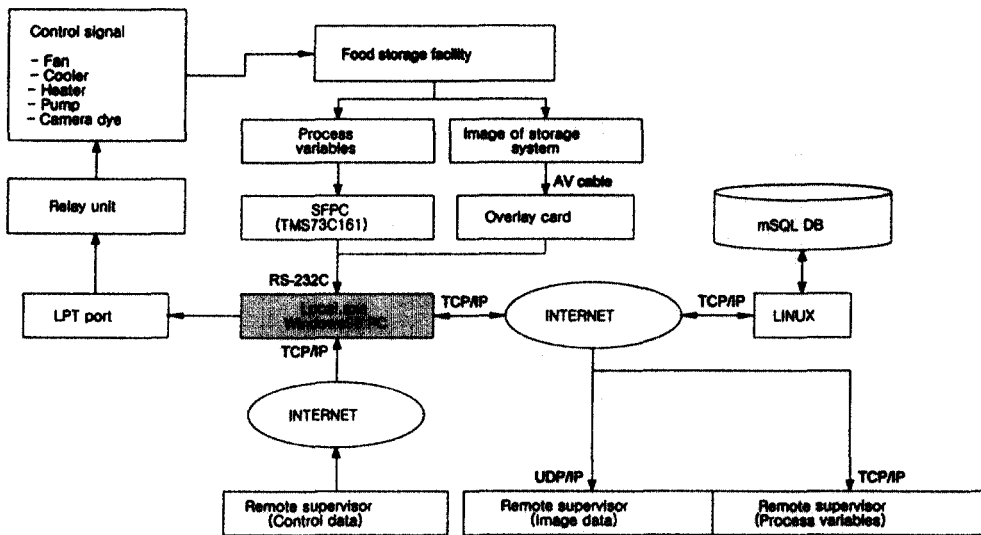 Control signal
– Fan
– Cooler
– Heater
– Pump
– Camera dye
Food storage facility
Process
variables
Image of storage
system
AV cable
Relay unit
SFPC
(TMS73C161)
Overlay card
mSQL DB
RS-232C
LPT port
Local
PC
TCP/IP
INTERNET
TCP/IP
LINUX
TCP/IP
INTERNET
UDP/IP
TCP/IP
Remote supervisor
(Control data)
Remote supervisor
(Image data)
Remote supervisor
(Process variables)